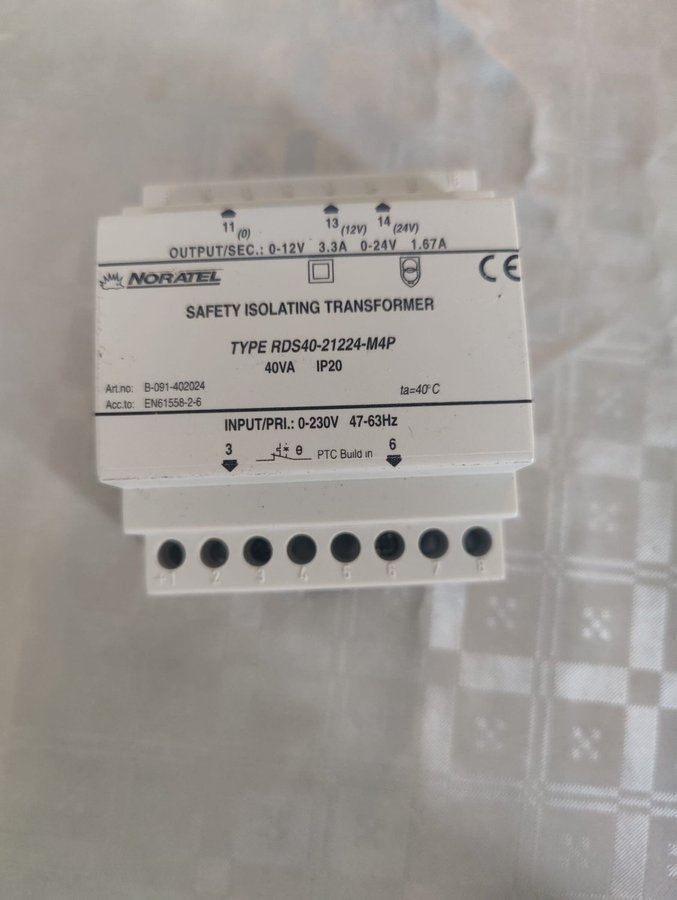 11 (0) 13 (12V) 14 (24V)
OUTPUT/SEC.: 0-12V 3.3A 0-24V 1.67A
NORATEL CE
SAFETY ISOLATING TRANSFORMER
TYPE RDS40-21224-M4P
40VA IP20
Art.no: B-091-402024 ta=40°C
Acc.to: EN61558-2-6
INPUT/PRI.: 0-230V 47-63Hz
3 θ PTC Build in 6
+1 2 3 4 5 6 7 8